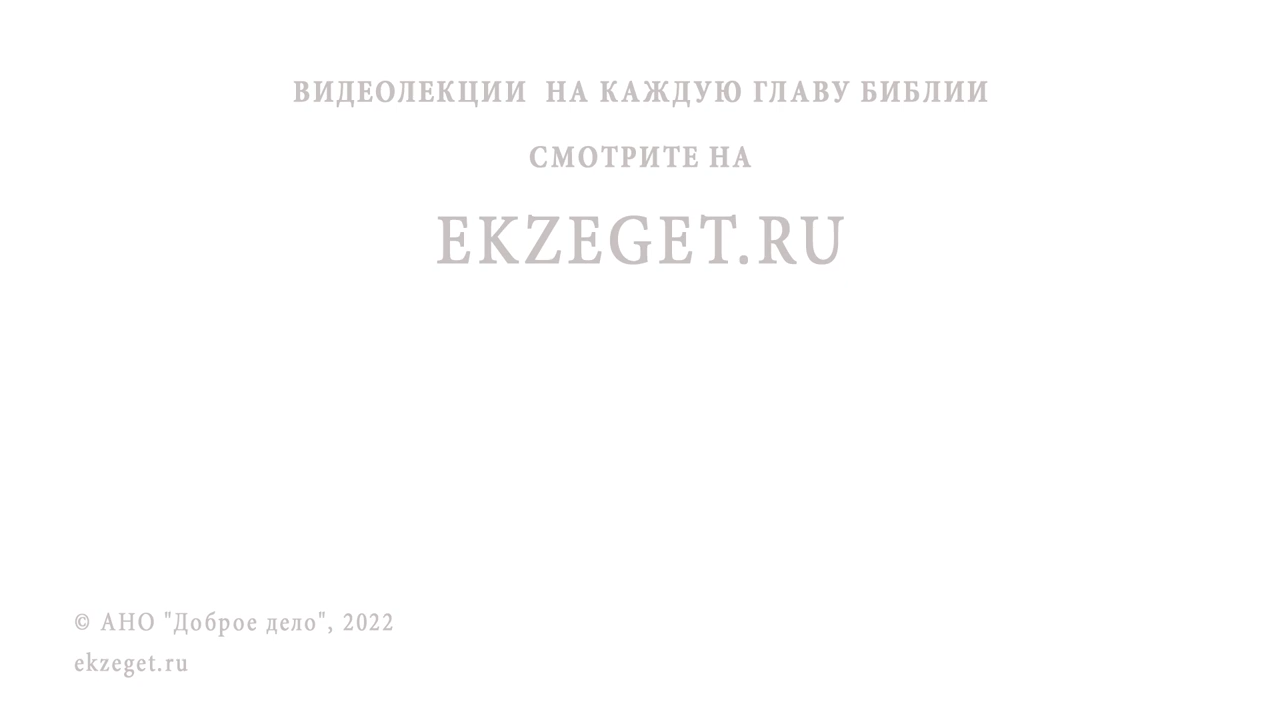 ВИДЕОЛЕКЦИИ НА КАЖДУЮ ГЛАВУ БИБЛИИ
СМОТРИТЕ НА
EKZEGET.RU
© АНО "Доброе дело", 2022
ekzeget.ru